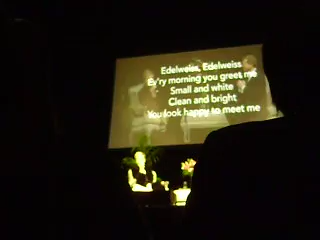 Edelweiss, Edelweiss
Ev'ry morning you greet me
Small and white
Clean and bright
You look happy to meet me